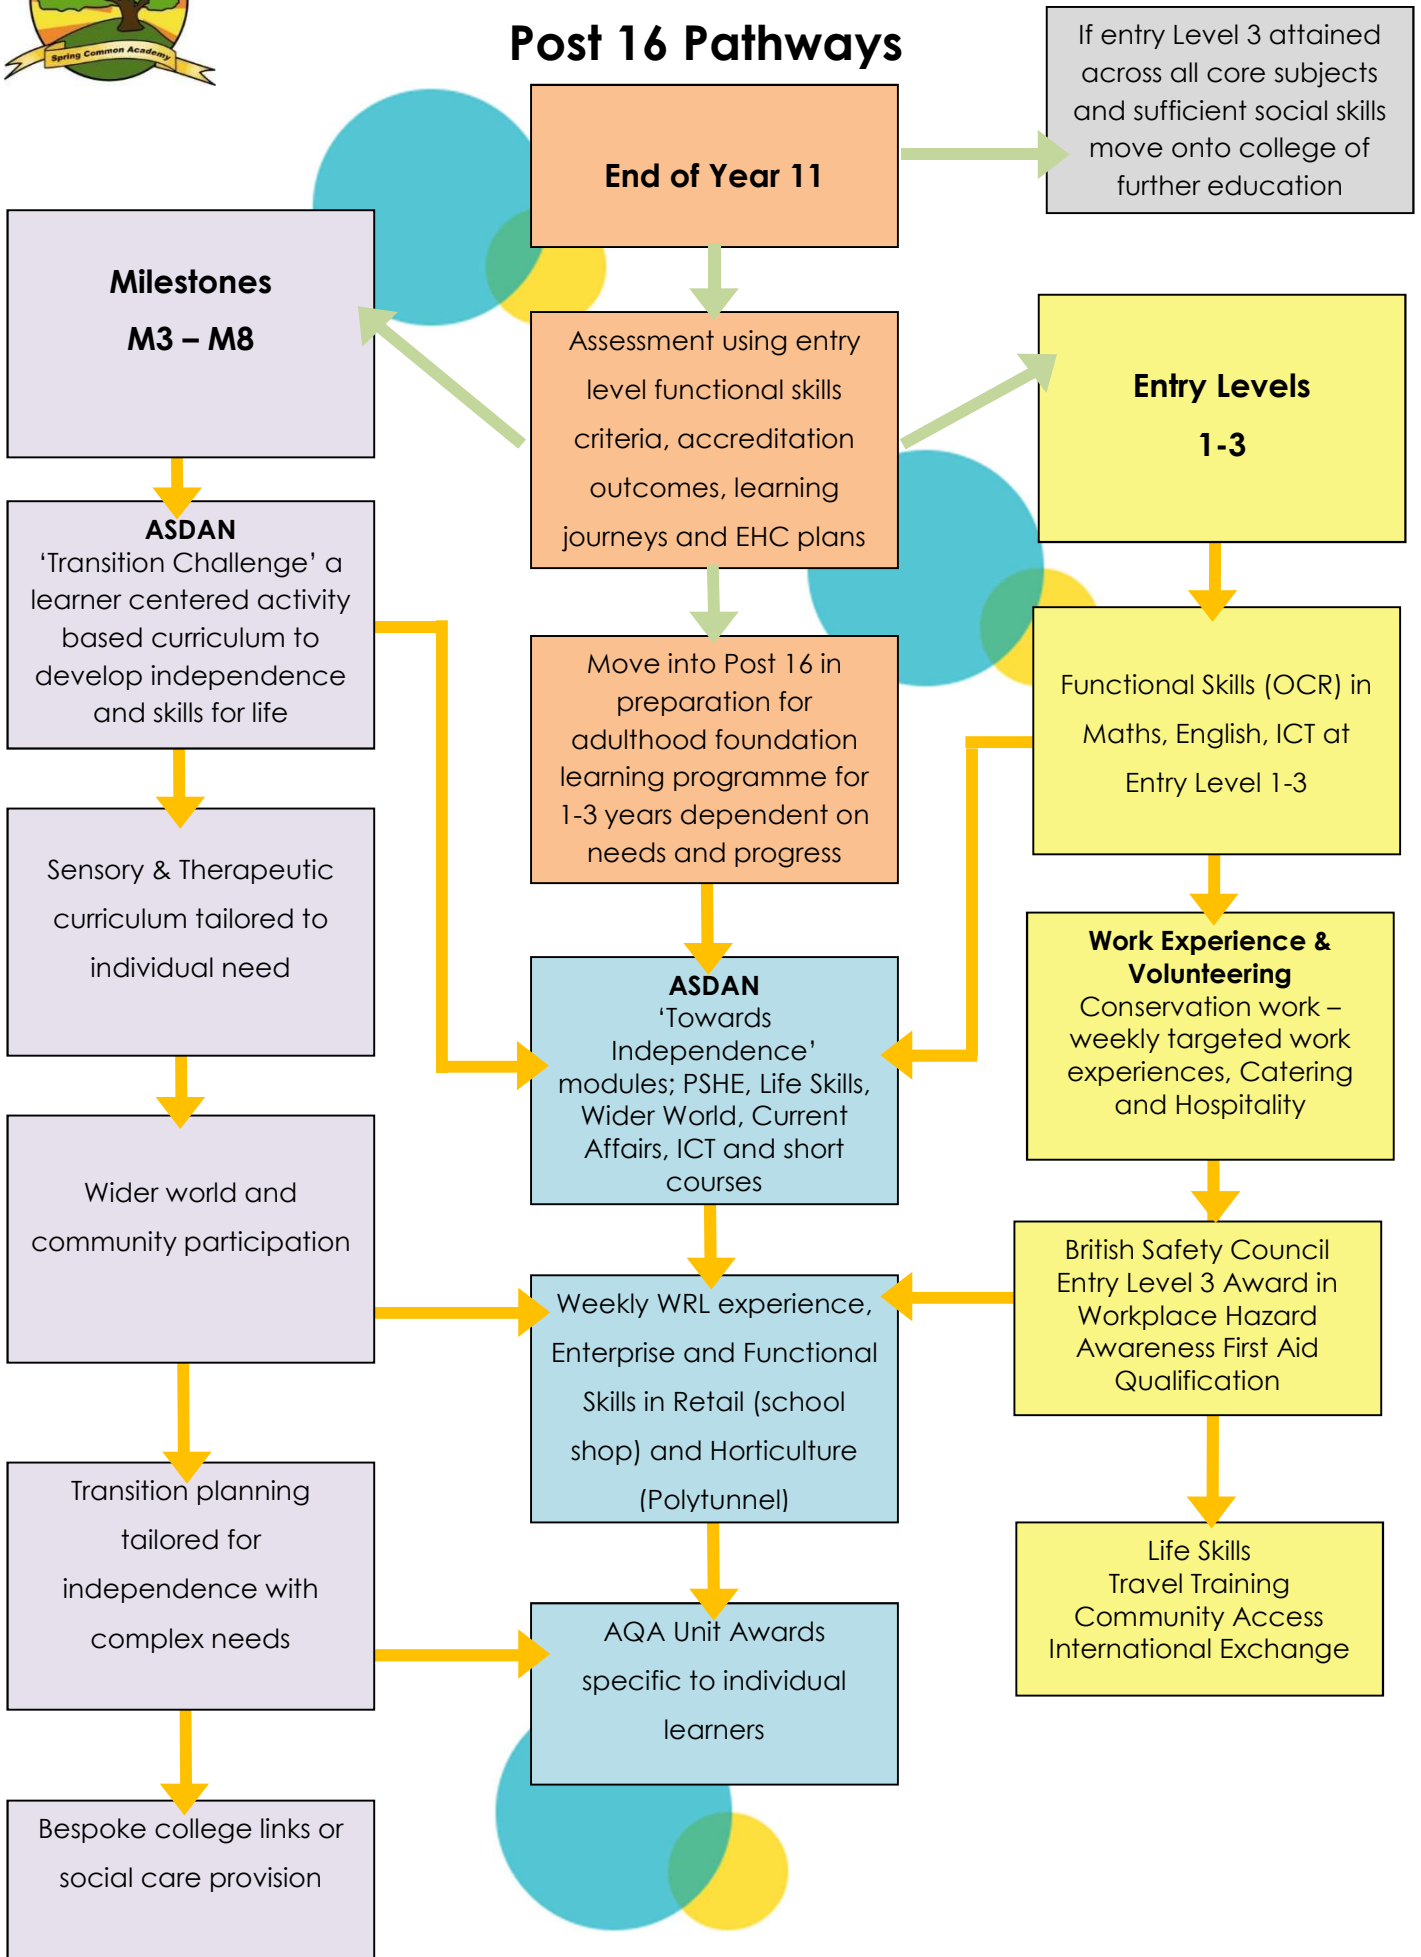 Spring Common Academy
Post 16 Pathways
If entry Level 3 attained
across all core subjects
and sufficient social skills
move onto college of
further education
End of Year 11
Milestones
M3 – M8
Assessment using entry
level functional skills
criteria, accreditation
outcomes, learning
journeys and EHC plans
Entry Levels
1-3
ASDAN
‘Transition Challenge’ a
learner centered activity
based curriculum to
develop independence
and skills for life
Move into Post 16 in
preparation for
adulthood foundation
learning programme for
1-3 years dependent on
needs and progress
Functional Skills (OCR) in
Maths, English, ICT at
Entry Level 1-3
Sensory & Therapeutic
curriculum tailored to
individual need
ASDAN
‘Towards
Independence’
modules; PSHE, Life Skills,
Wider World, Current
Affairs, ICT and short
courses
Work Experience &
Volunteering
Conservation work –
weekly targeted work
experiences, Catering
and Hospitality
Wider world and
community participation
Weekly WRL experience,
Enterprise and Functional
Skills in Retail (school
shop) and Horticulture
(Polytunnel)
British Safety Council
Entry Level 3 Award in
Workplace Hazard
Awareness First Aid
Qualification
Transition planning
tailored for
independence with
complex needs
AQA Unit Awards
specific to individual
learners
Life Skills
Travel Training
Community Access
International Exchange
Bespoke college links or
social care provision